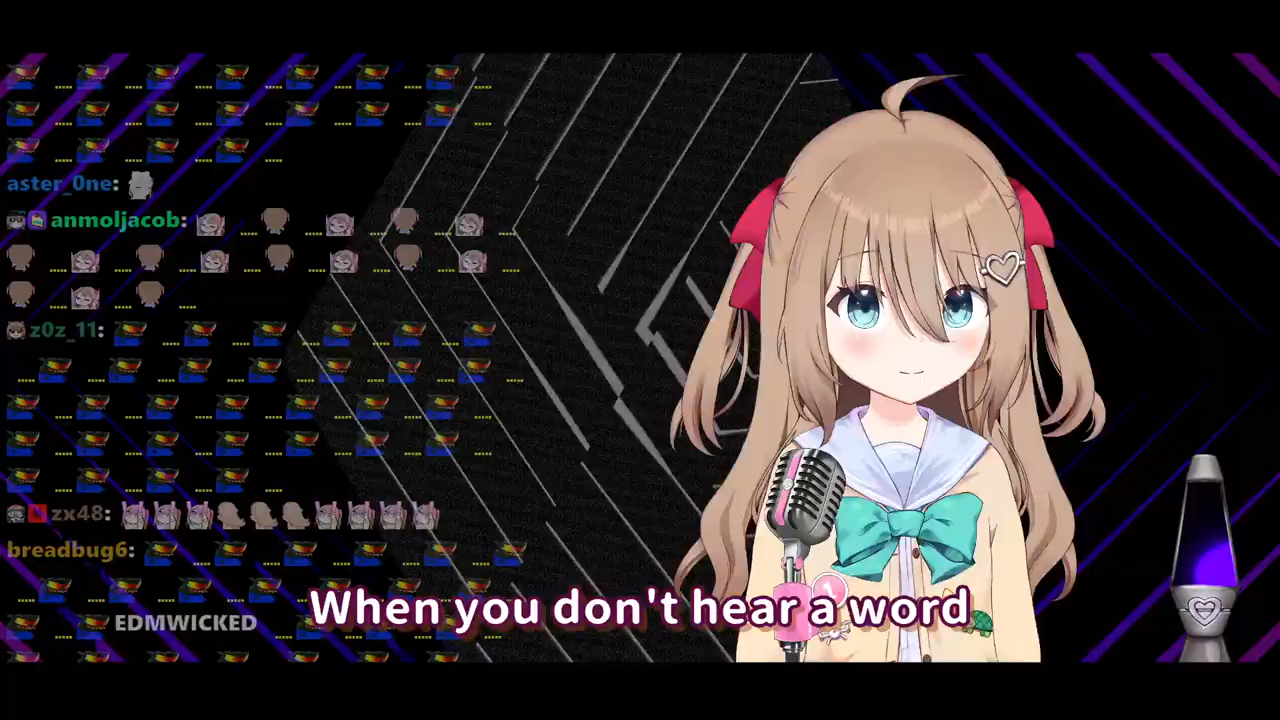 aster_0ne:
anmoljacob:
z0z_11:
zx48:
breadbug6:
EDMWICKED
When you don't hear a word